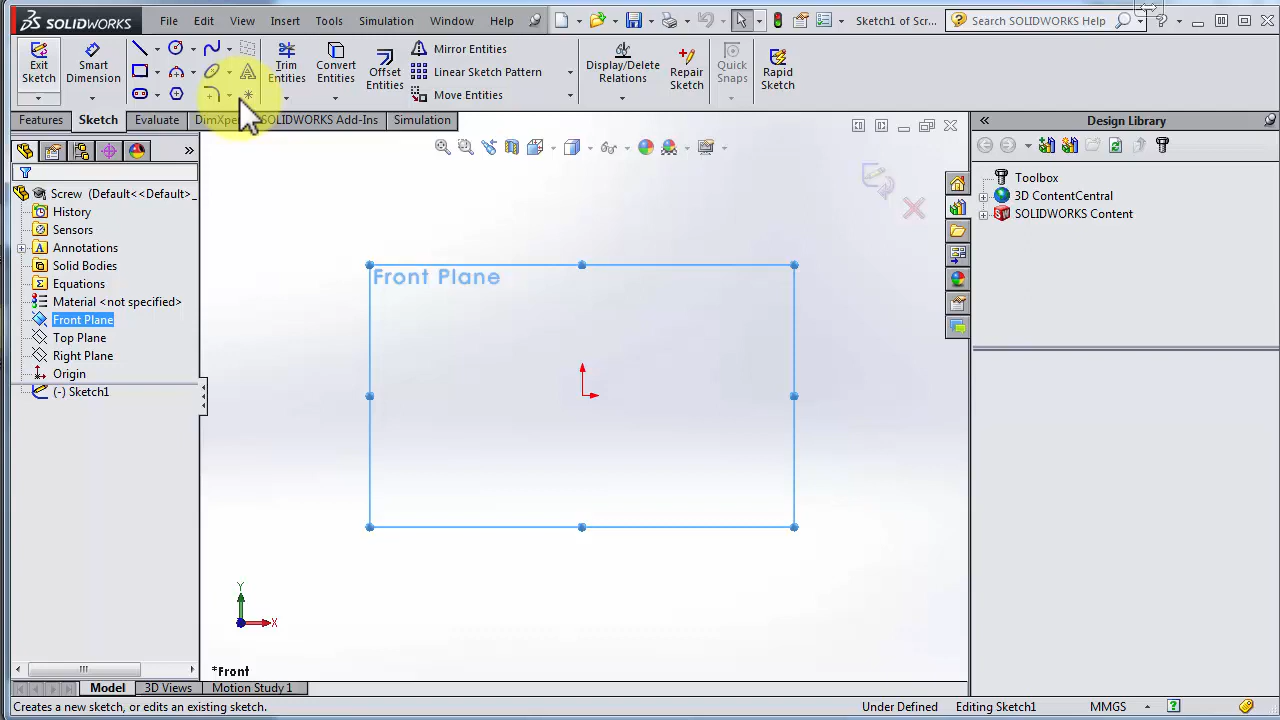 SOLIDWORKS File Edit View Insert Tools Simulation Window Help Sketch1 of Scr... Search SOLIDWORKS Help
Exit Sketch
Smart Dimension
Trim Entities
Convert Entities
Offset Entities
Mirror Entities
Linear Sketch Pattern
Move Entities
Display/Delete Relations
Repair Sketch
Quick Snaps
Rapid Sketch
Features Sketch Evaluate DimXpe SOLIDWORKS Add-Ins Simulation
Design Library
Screw (Default<<Default>_
History
Sensors
Annotations
Solid Bodies
Equations
Material <not specified>
Front Plane
Top Plane
Right Plane
Origin
(-) Sketch1
Front Plane
Y
X
*Front
Toolbox
3D ContentCentral
SOLIDWORKS Content
Model 3D Views Motion Study 1
Creates a new sketch, or edits an existing sketch. Under Defined Editing Sketch1 MMGS